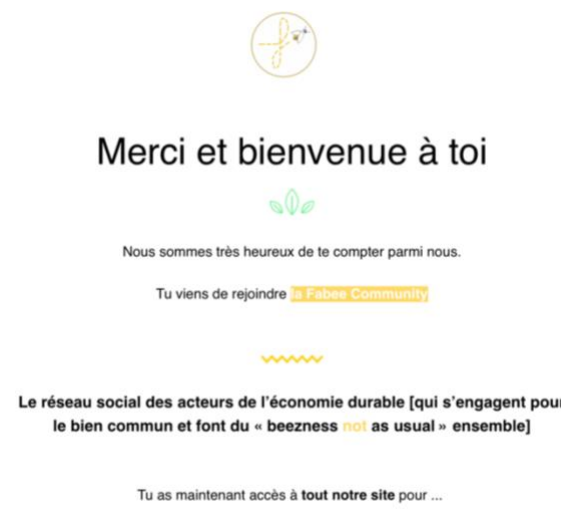 Merci et bienvenue à toi
Nous sommes très heureux de te compter parmi nous.
Tu viens de rejoindre la Fabee Community
Le réseau social des acteurs de l'économie durable [qui s'engagent pour
le bien commun et font du « beezness not as usual » ensemble]
Tu as maintenant accès à tout notre site pour ...